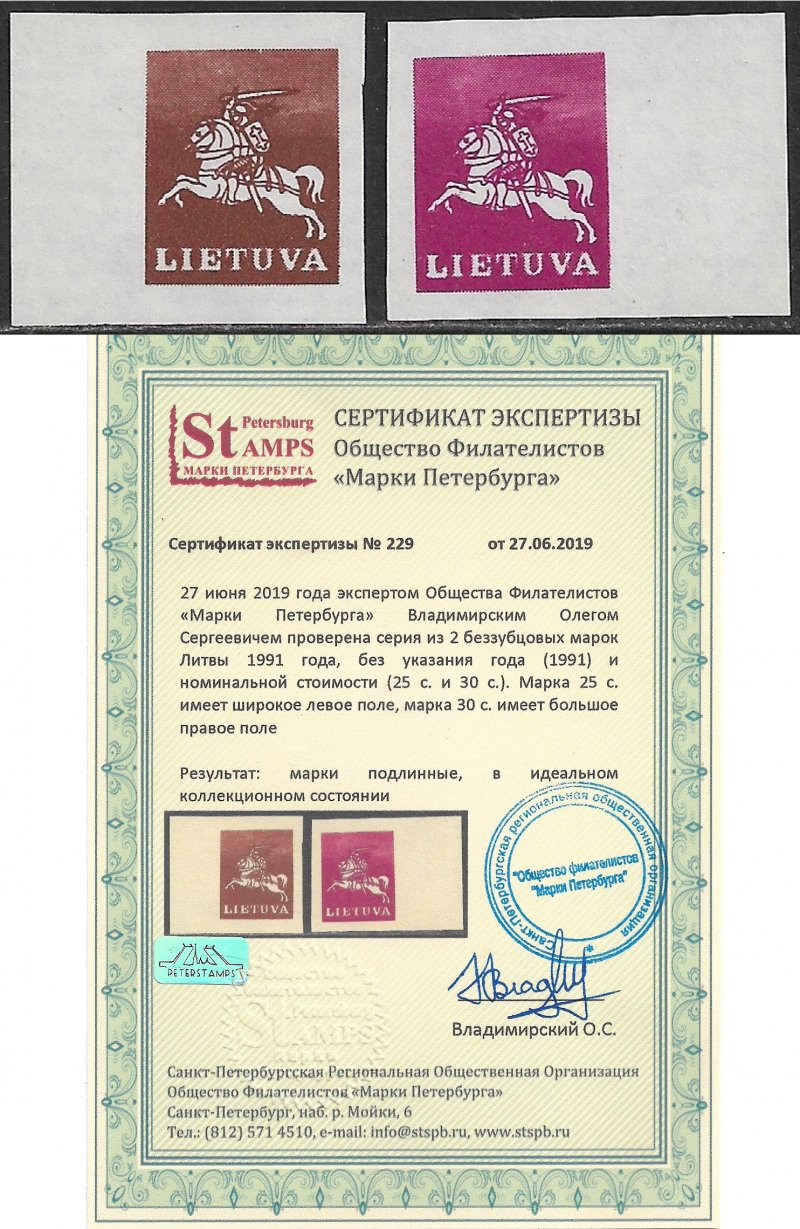 LIETUVA
LIETUVA
Petersburg
StAMPS
МАРКИ ПЕТЕРБУРГА
СЕРТИФИКАТ ЭКСПЕРТИЗЫ
Общество Филателистов
«Марки Петербурга»
Сертификат экспертизы № 229 от 27.06.2019
27 июня 2019 года экспертом Общества Филателистов
«Марки Петербурга» Владимирским Олегом
Сергеевичем проверена серия из 2 беззубцовых марок
Литвы 1991 года, без указания года (1991) и
номинальной стоимости (25 с. и 30 с.). Марка 25 с.
имеет широкое левое поле, марка 30 с. имеет большое
правое поле
Результат: марки подлинные, в идеальном
коллекционном состоянии
LIETUVA
LIETUVA
Санкт-Петербургская региональная общественная организация
"Общество филателистов
"Марки Петербурга"
PETERSTAMPS
STAMPS
Владимирский О.С.
Санкт-Петербургская Региональная Общественная Организация
Общество Филателистов «Марки Петербурга»
Санкт-Петербург, наб. р. Мойки, 6
Тел.: (812) 571 4510, e-mail: info@stspb.ru, www.stspb.ru